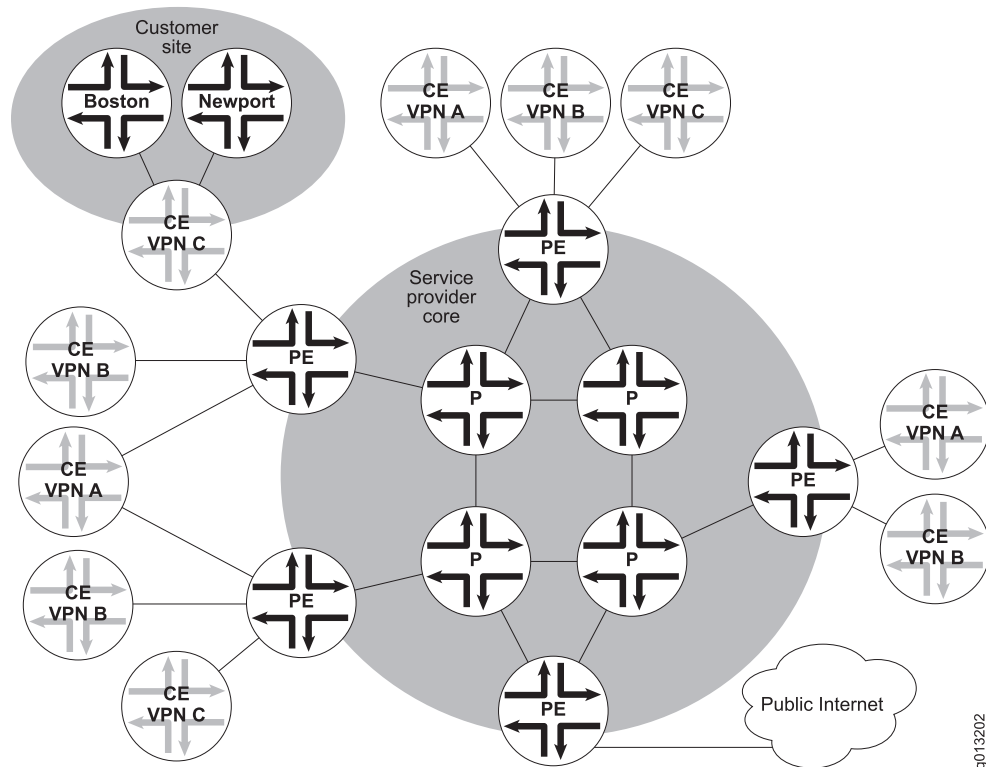 Customer
site
Boston
Newport
CE
VPN C
CE
VPN A
CE
VPN B
CE
VPN C
PE
Service
provider
core
CE
VPN B
PE
P
P
CE
VPN A
CE
VPN A
PE
CE
VPN B
CE
VPN B
PE
P
P
CE
VPN C
PE
Public Internet
g013202